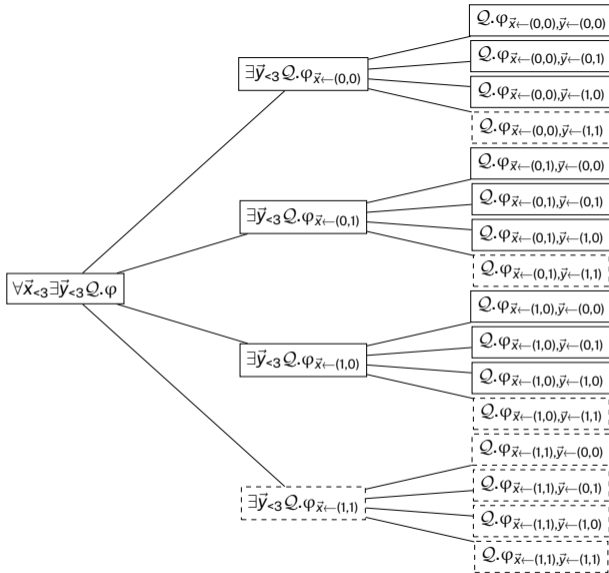 ∀x⃗<3∃y⃗<3𝒬.φ
∃y⃗<3𝒬.φx⃗←(0,0)
𝒬.φx⃗←(0,0),y⃗←(0,0)
𝒬.φx⃗←(0,0),y⃗←(0,1)
𝒬.φx⃗←(0,0),y⃗←(1,0)
𝒬.φx⃗←(0,0),y⃗←(1,1)
∃y⃗<3𝒬.φx⃗←(0,1)
𝒬.φx⃗←(0,1),y⃗←(0,0)
𝒬.φx⃗←(0,1),y⃗←(0,1)
𝒬.φx⃗←(0,1),y⃗←(1,0)
𝒬.φx⃗←(0,1),y⃗←(1,1)
∃y⃗<3𝒬.φx⃗←(1,0)
𝒬.φx⃗←(1,0),y⃗←(0,0)
𝒬.φx⃗←(1,0),y⃗←(0,1)
𝒬.φx⃗←(1,0),y⃗←(1,0)
𝒬.φx⃗←(1,0),y⃗←(1,1)
∃y⃗<3𝒬.φx⃗←(1,1)
𝒬.φx⃗←(1,1),y⃗←(0,0)
𝒬.φx⃗←(1,1),y⃗←(0,1)
𝒬.φx⃗←(1,1),y⃗←(1,0)
𝒬.φx⃗←(1,1),y⃗←(1,1)